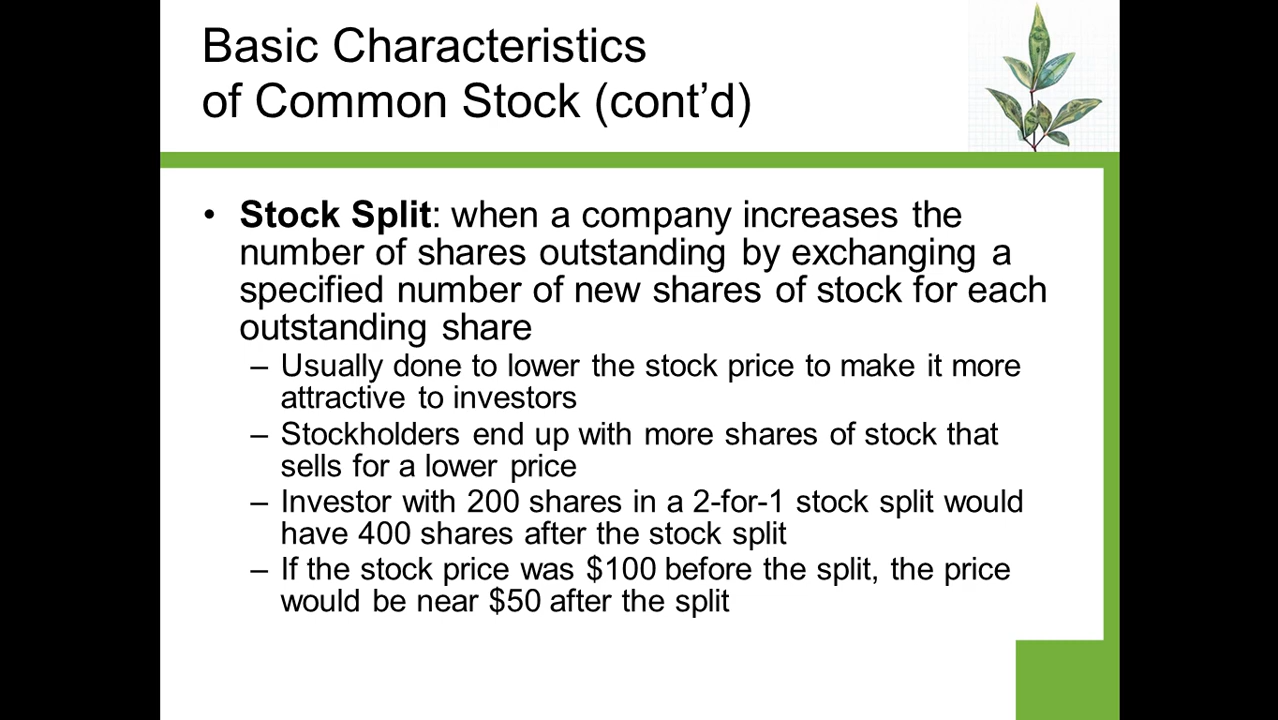 Basic Characteristics
of Common Stock (cont’d)
• Stock Split: when a company increases the
number of shares outstanding by exchanging a
specified number of new shares of stock for each
outstanding share
– Usually done to lower the stock price to make it more
attractive to investors
– Stockholders end up with more shares of stock that
sells for a lower price
– Investor with 200 shares in a 2-for-1 stock split would
have 400 shares after the stock split
– If the stock price was $100 before the split, the price
would be near $50 after the split